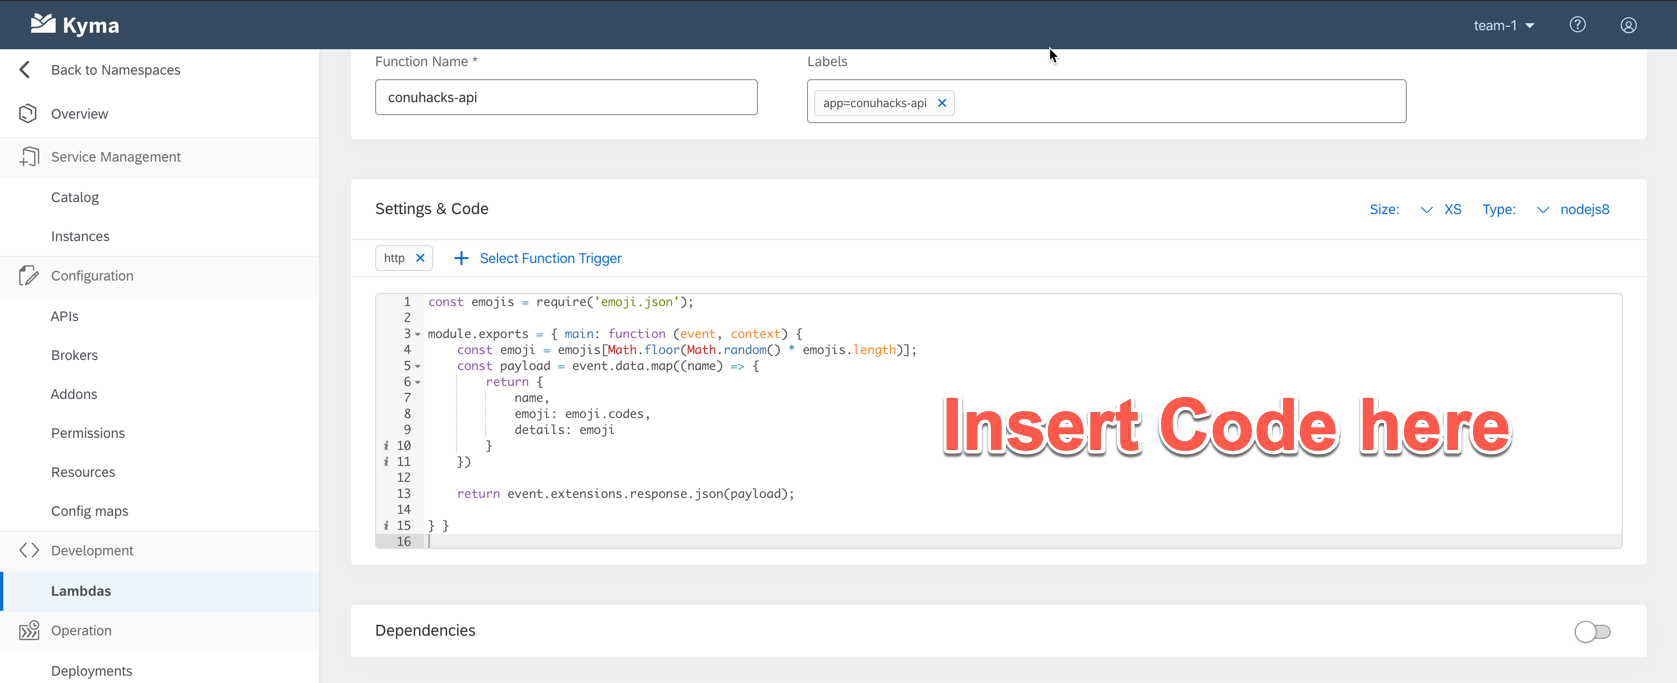 Kyma
team-1
Back to Namespaces
Overview
Service Management
Catalog
Instances
Configuration
APIs
Brokers
Addons
Permissions
Resources
Config maps
Development
Lambdas
Operation
Deployments
Function Name *
conuhacks-api
Labels
app=conuhacks-api
Settings & Code
Size: XS Type: nodejs8
http
Select Function Trigger
1 const emojis = require('emoji.json');
2
3 module.exports = { main: function (event, context) {
4 const emoji = emojis[Math.floor(Math.random() * emojis.length)];
5 const payload = event.data.map((name) => {
6 return {
7 name,
8 emoji: emoji.codes,
9 details: emoji
i 10 }
i 11 })
12
13 return event.extensions.response.json(payload);
14
i 15 } }
16
Insert Code here
Dependencies